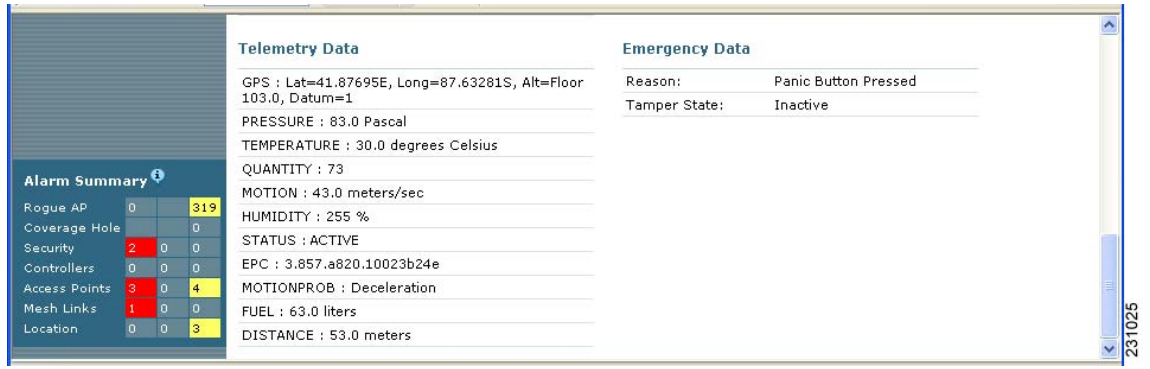 Telemetry Data
GPS : Lat=41.87695E, Long=87.63281S, Alt=Floor
103.0, Datum=1
PRESSURE : 83.0 Pascal
TEMPERATURE : 30.0 degrees Celsius
QUANTITY : 73
MOTION : 43.0 meters/sec
HUMIDITY : 255 %
STATUS : ACTIVE
EPC : 3.857.a820.10023b24e
MOTIONPROB : Deceleration
FUEL : 63.0 liters
DISTANCE : 53.0 meters
Emergency Data
Reason: Panic Button Pressed
Tamper State: Inactive
Alarm Summary
Rogue AP 0 319
Coverage Hole 0
Security 2 0 0
Controllers 0 0 0
Access Points 3 0 4
Mesh Links 1 0 0
Location 0 0 3
231025